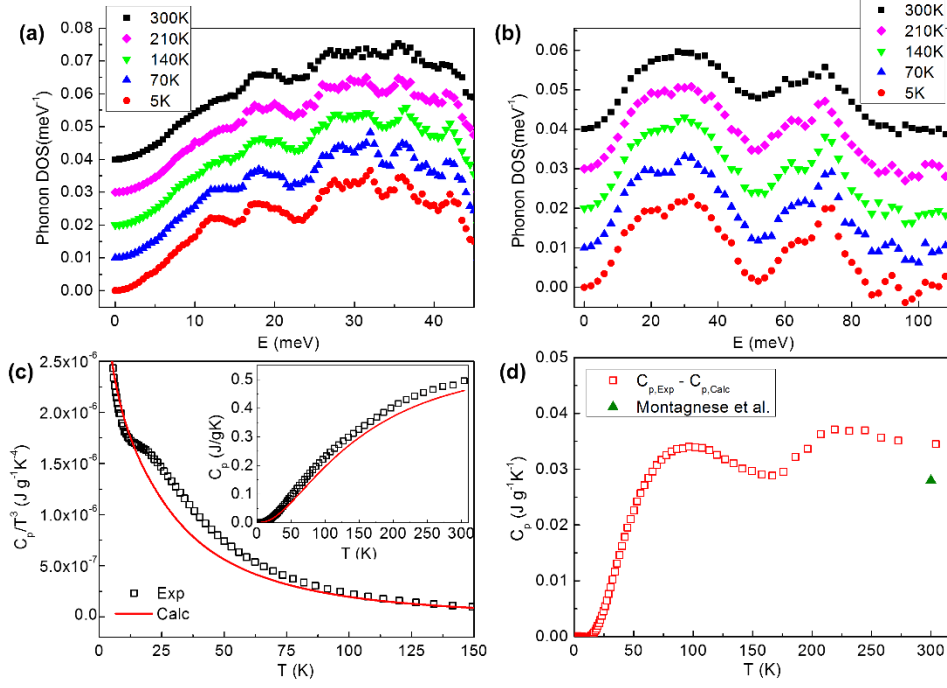 (a)
300K
210K
140K
70K
5K
0.08
0.07
0.06
0.05
0.04
0.03
0.02
0.01
0.00
Phonon DOS(meV⁻¹)
0 10 20 30 40
E (meV)
(b)
300K
210K
140K
70K
5K
0.06
0.05
0.04
0.03
0.02
0.01
0.00
Phonon DOS(meV⁻¹)
0 20 40 60 80 100
E (meV)
(c)
2.5x10⁻⁶
2.0x10⁻⁶
1.5x10⁻⁶
1.0x10⁻⁶
5.0x10⁻⁷
0.0
Cₚ/T³ (J g⁻¹K⁻⁴)
0.5
0.4
0.3
0.2
0.1
0.0
Cₚ (J/gK)
0 50 100 150 200 250 300
T (K)
Exp
Calc
0 25 50 75 100 125 150
T (K)
(d)
Cₚ,Exp - Cₚ,Calc
Montagnese et al.
0.05
0.04
0.03
0.02
0.01
0.00
Cₚ (J g⁻¹K⁻¹)
0 50 100 150 200 250 300
T (K)